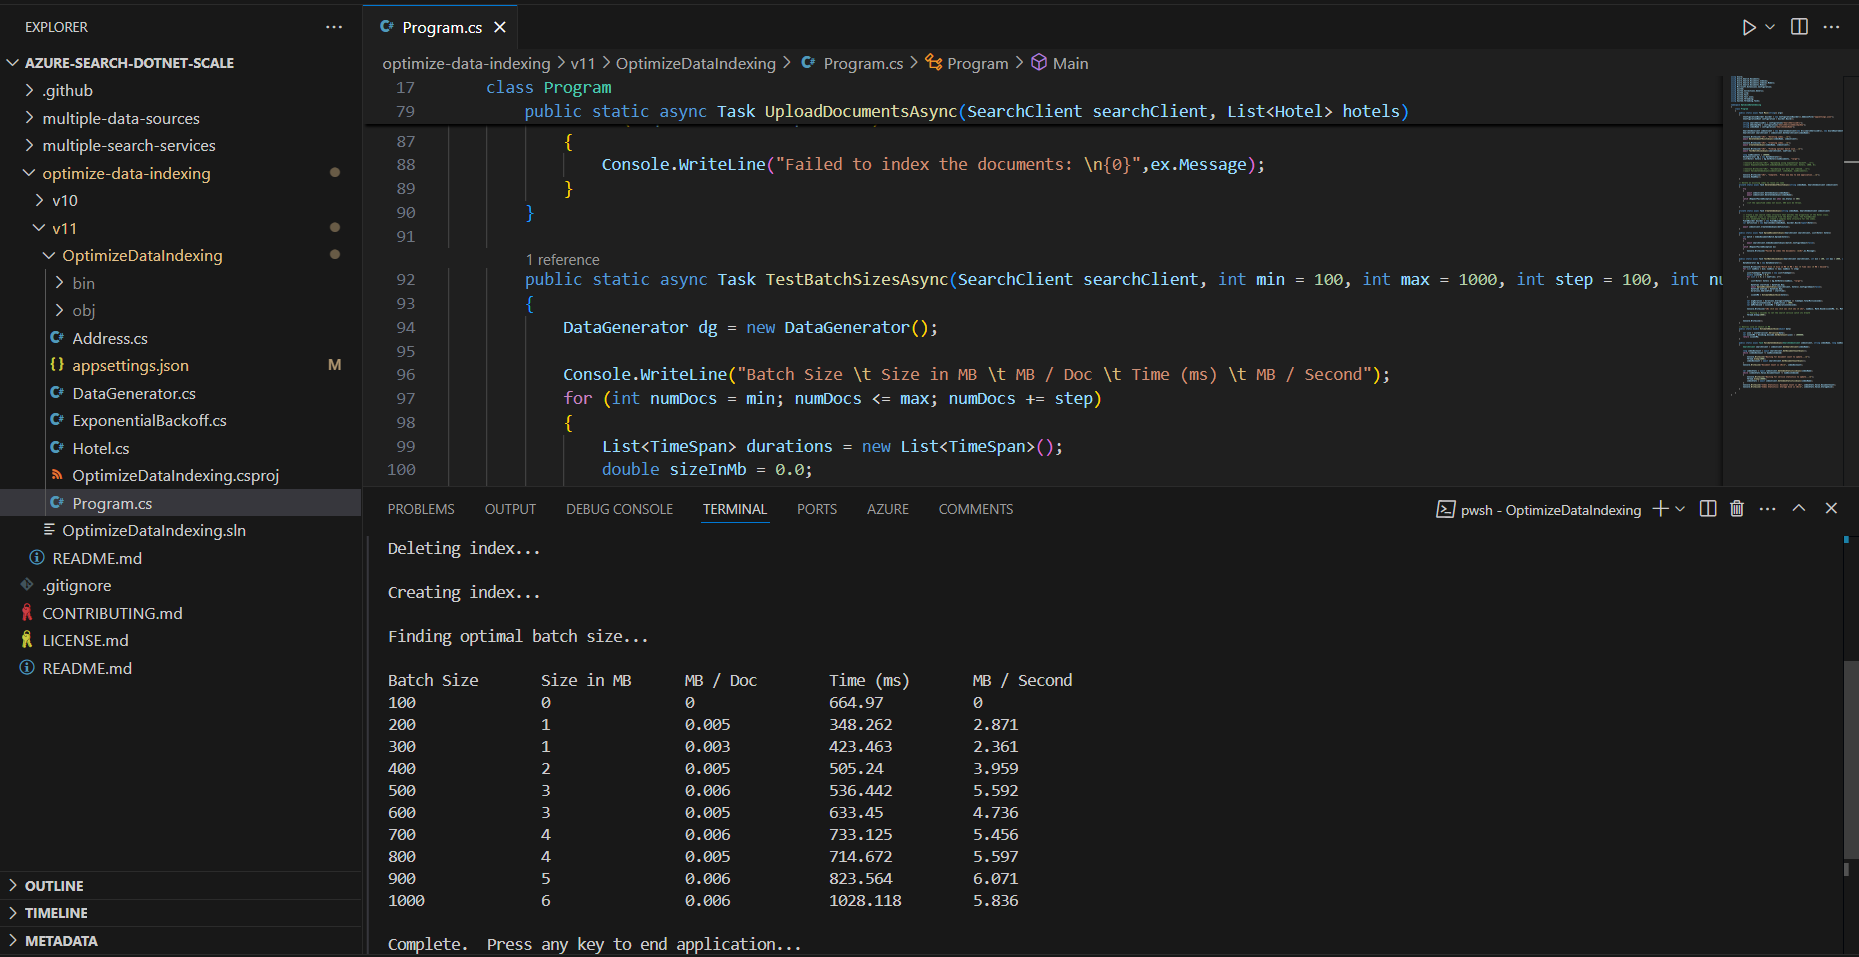 EXPLORER
AZURE-SEARCH-DOTNET-SCALE
.github
multiple-data-sources
multiple-search-services
optimize-data-indexing
v10
v11
OptimizeDataIndexing
bin
obj
Address.cs
appsettings.json M
DataGenerator.cs
ExponentialBackoff.cs
Hotel.cs
OptimizeDataIndexing.csproj
Program.cs
OptimizeDataIndexing.sln
README.md
.gitignore
CONTRIBUTING.md
LICENSE.md
README.md
OUTLINE
TIMELINE
METADATA
Program.cs
optimize-data-indexing > v11 > OptimizeDataIndexing > Program.cs > Program > Main
17 class Program
79 public static async Task UploadDocumentsAsync(SearchClient searchClient, List<Hotel> hotels)
87 {
88 Console.WriteLine("Failed to index the documents: \n{0}",ex.Message);
89 }
90 }
91
1 reference
92 public static async Task TestBatchSizesAsync(SearchClient searchClient, int min = 100, int max = 1000, int step = 100, int nu
93 {
94 DataGenerator dg = new DataGenerator();
95
96 Console.WriteLine("Batch Size \t Size in MB \t MB / Doc \t Time (ms) \t MB / Second");
97 for (int numDocs = min; numDocs <= max; numDocs += step)
98 {
99 List<TimeSpan> durations = new List<TimeSpan>();
100 double sizeInMb = 0.0;
PROBLEMS OUTPUT DEBUG CONSOLE TERMINAL PORTS AZURE COMMENTS pwsh - OptimizeDataIndexing
Deleting index...
Creating index...
Finding optimal batch size...
Batch Size Size in MB MB / Doc Time (ms) MB / Second
100 0 0 664.97 0
200 1 0.005 348.262 2.871
300 1 0.003 423.463 2.361
400 2 0.005 505.24 3.959
500 3 0.006 536.442 5.592
600 3 0.005 633.45 4.736
700 4 0.006 733.125 5.456
800 4 0.005 714.672 5.597
900 5 0.006 823.564 6.071
1000 6 0.006 1028.118 5.836
Complete.  Press any key to end application...